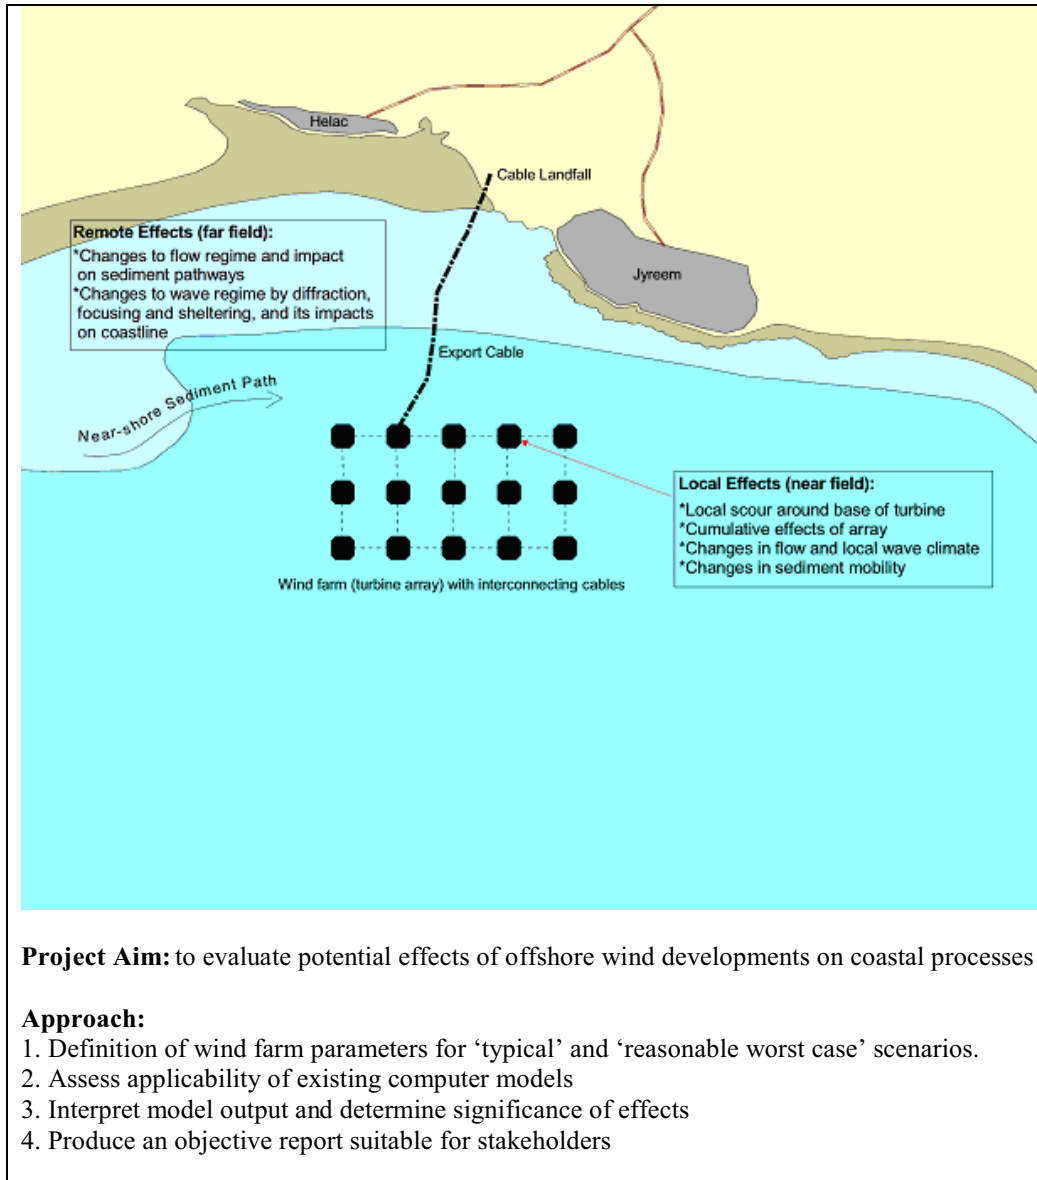 Helac
Cable Landfall
Remote Effects (far field):
*Changes to flow regime and impact
on sediment pathways
*Changes to wave regime by diffraction,
focusing and sheltering, and its impacts
on coastline
Jyreem
Export Cable
Near-shore Sediment Path
Local Effects (near field):
*Local scour around base of turbine
*Cumulative effects of array
*Changes in flow and local wave climate
*Changes in sediment mobility
Wind farm (turbine array) with interconnecting cables
Project Aim: to evaluate potential effects of offshore wind developments on coastal processes
Approach:
1. Definition of wind farm parameters for ‘typical’ and ‘reasonable worst case’ scenarios.
2. Assess applicability of existing computer models
3. Interpret model output and determine significance of effects
4. Produce an objective report suitable for stakeholders